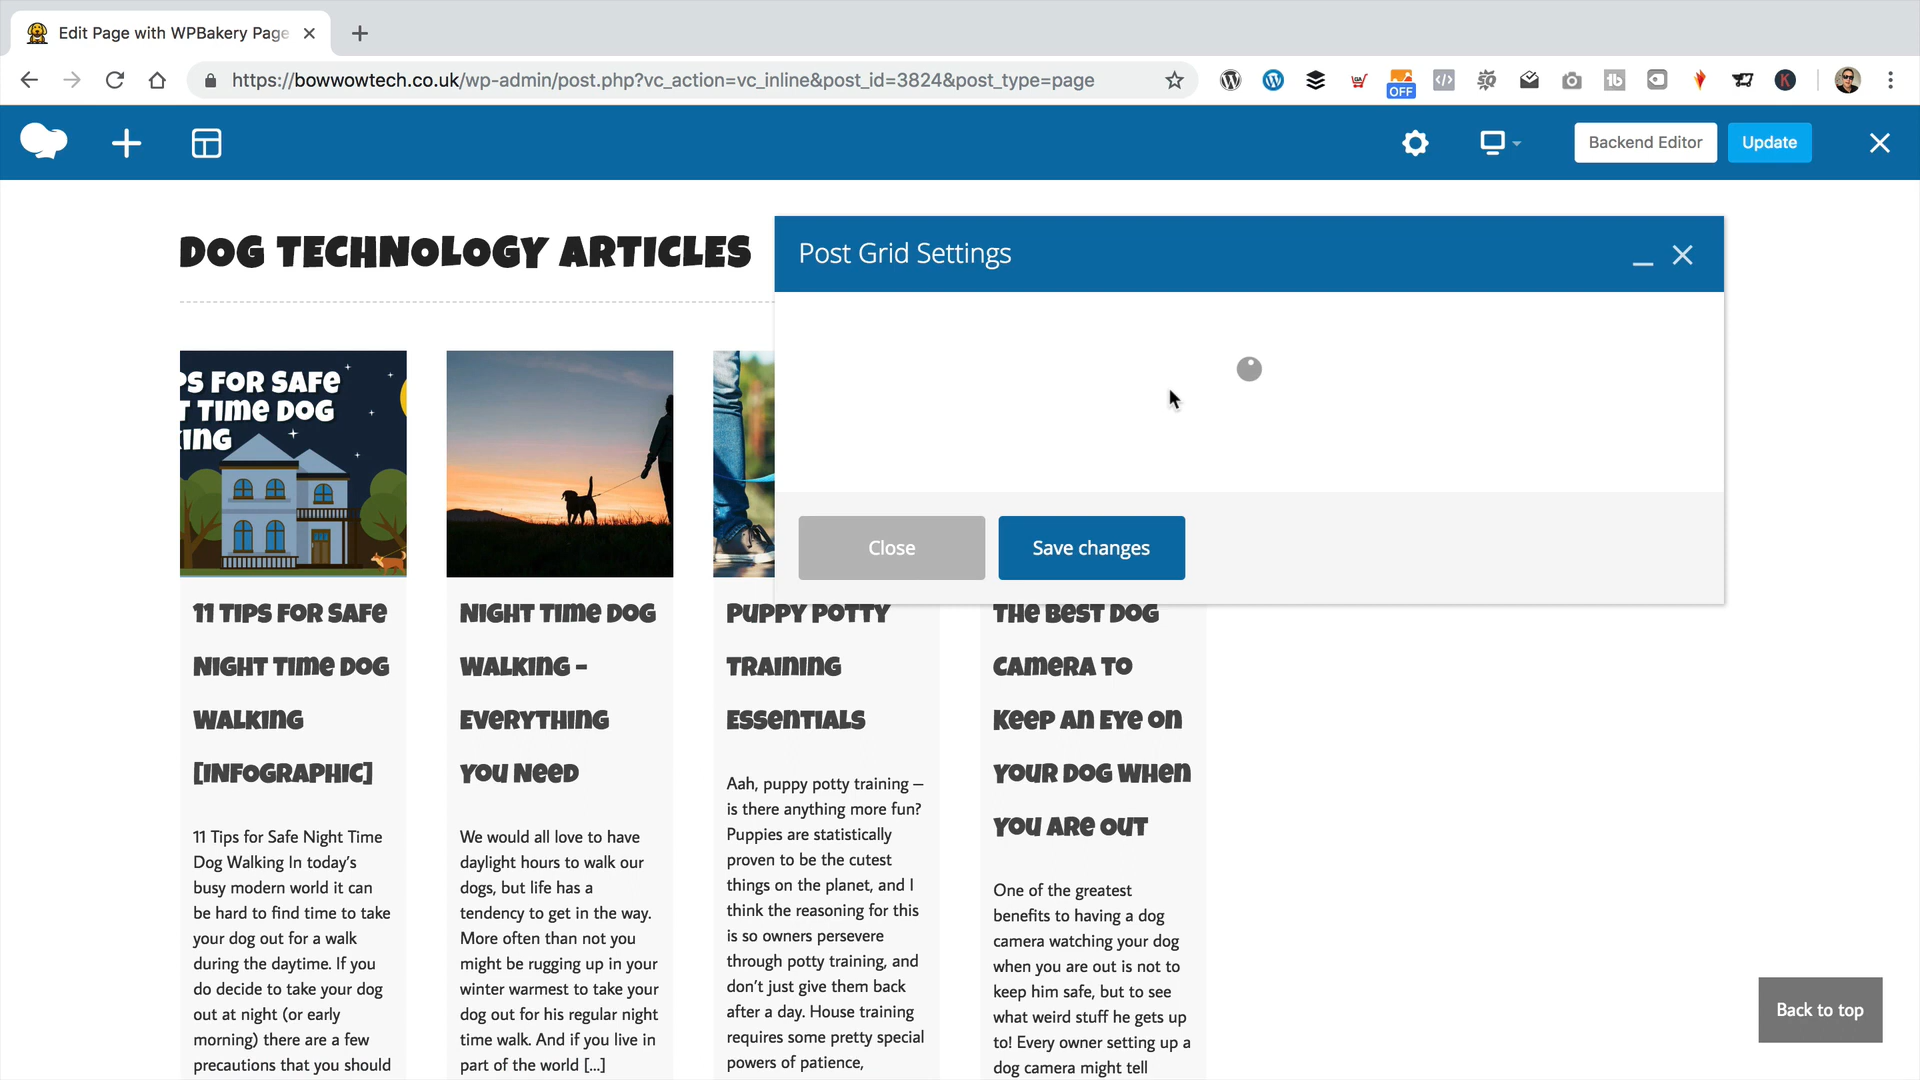 Edit Page with WPBakery Page
https://bowwowtech.co.uk/wp-admin/post.php?vc_action=vc_inline&post_id=3824&post_type=page
OFF
Backend Editor
Update
DOG TECHNOLOGY ARTICLES
Post Grid Settings
Close
Save changes
PS FOR SAFE
T TIME DOG
KING
11 TIPS FOR SAFE
NIGHT TIME DOG
WALKING
[INFOGRAPHIC]
11 Tips for Safe Night Time
Dog Walking In today’s
busy modern world it can
be hard to find time to take
your dog out for a walk
during the daytime. If you
do decide to take your dog
out at night (or early
morning) there are a few
precautions that you should
NIGHT TIME DOG
WALKING –
EVERYTHING
YOU NEED
We would all love to have
daylight hours to walk our
dogs, but life has a
tendency to get in the way.
More often than not you
might be rugging up in your
winter warmest to take your
dog out for his regular night
time walk. And if you live in
part of the world [...]
PUPPY POTTY
TRAINING
ESSENTIALS
Aah, puppy potty training –
is there anything more fun?
Puppies are statistically
proven to be the cutest
things on the planet, and I
think the reasoning for this
is so owners persevere
through potty training, and
don’t just give them back
after a day. House training
requires some pretty special
powers of patience,
THE BEST DOG
CAMERA TO
KEEP AN EYE ON
YOUR DOG WHEN
YOU ARE OUT
One of the greatest
benefits to having a dog
camera watching your dog
when you are out is not to
keep him safe, but to see
what weird stuff he gets up
to! Every owner setting up a
dog camera might tell
Back to top